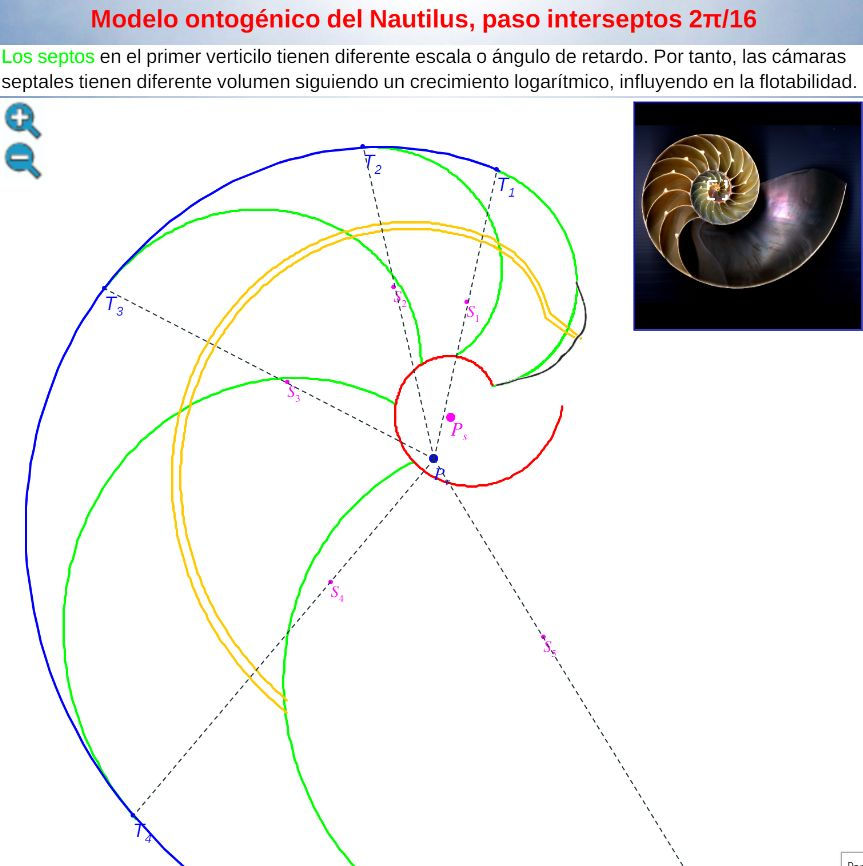 Modelo ontogénico del Nautilus, paso interseptos 2π/16
Los septos en el primer verticilo tienen diferente escala o ángulo de retardo. Por tanto, las cámaras
septales tienen diferente volumen siguiendo un crecimiento logarítmico, influyendo en la flotabilidad.
T2
T1
S2
S1
T3
S3
Ps
S4
S5
T4